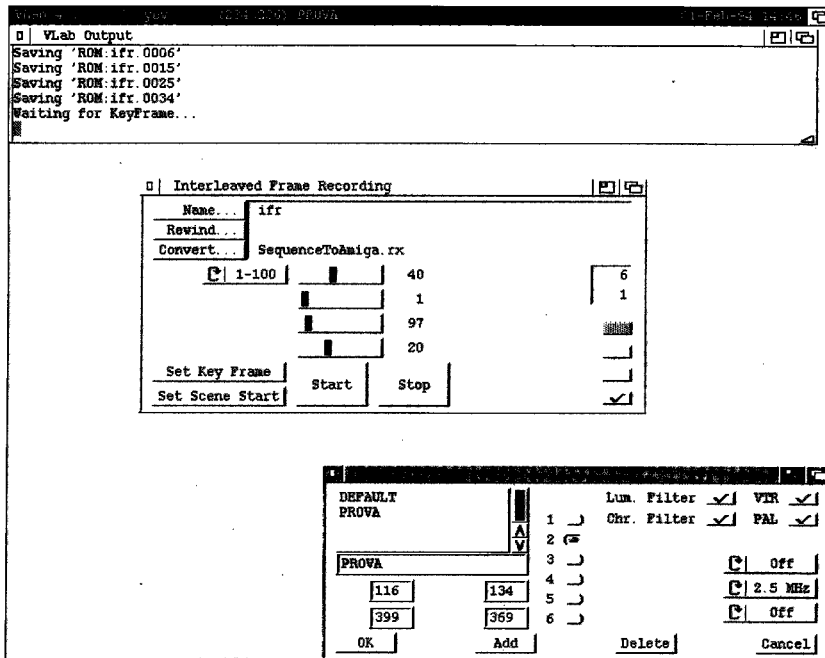 PROVA
VLab Output
Saving 'ROM:ifr.0006'
Saving 'ROM:ifr.0015'
Saving 'ROM:ifr.0025'
Saving 'ROM:ifr.0034'
Waiting for KeyFrame...
Interleaved Frame Recording
Name... ifr
Rewind...
Convert... SequenceToAmiga.rx
1-100 40 6
1 1
97
20
Set Key Frame
Start Stop
Set Scene Start
DEFAULT Lum. Filter VTR
PROVA 1 Chr. Filter PAL
2
PROVA 3 Off
116 134 4 2.5 MHz
5
399 369 6 Off
OK Add Delete Cancel